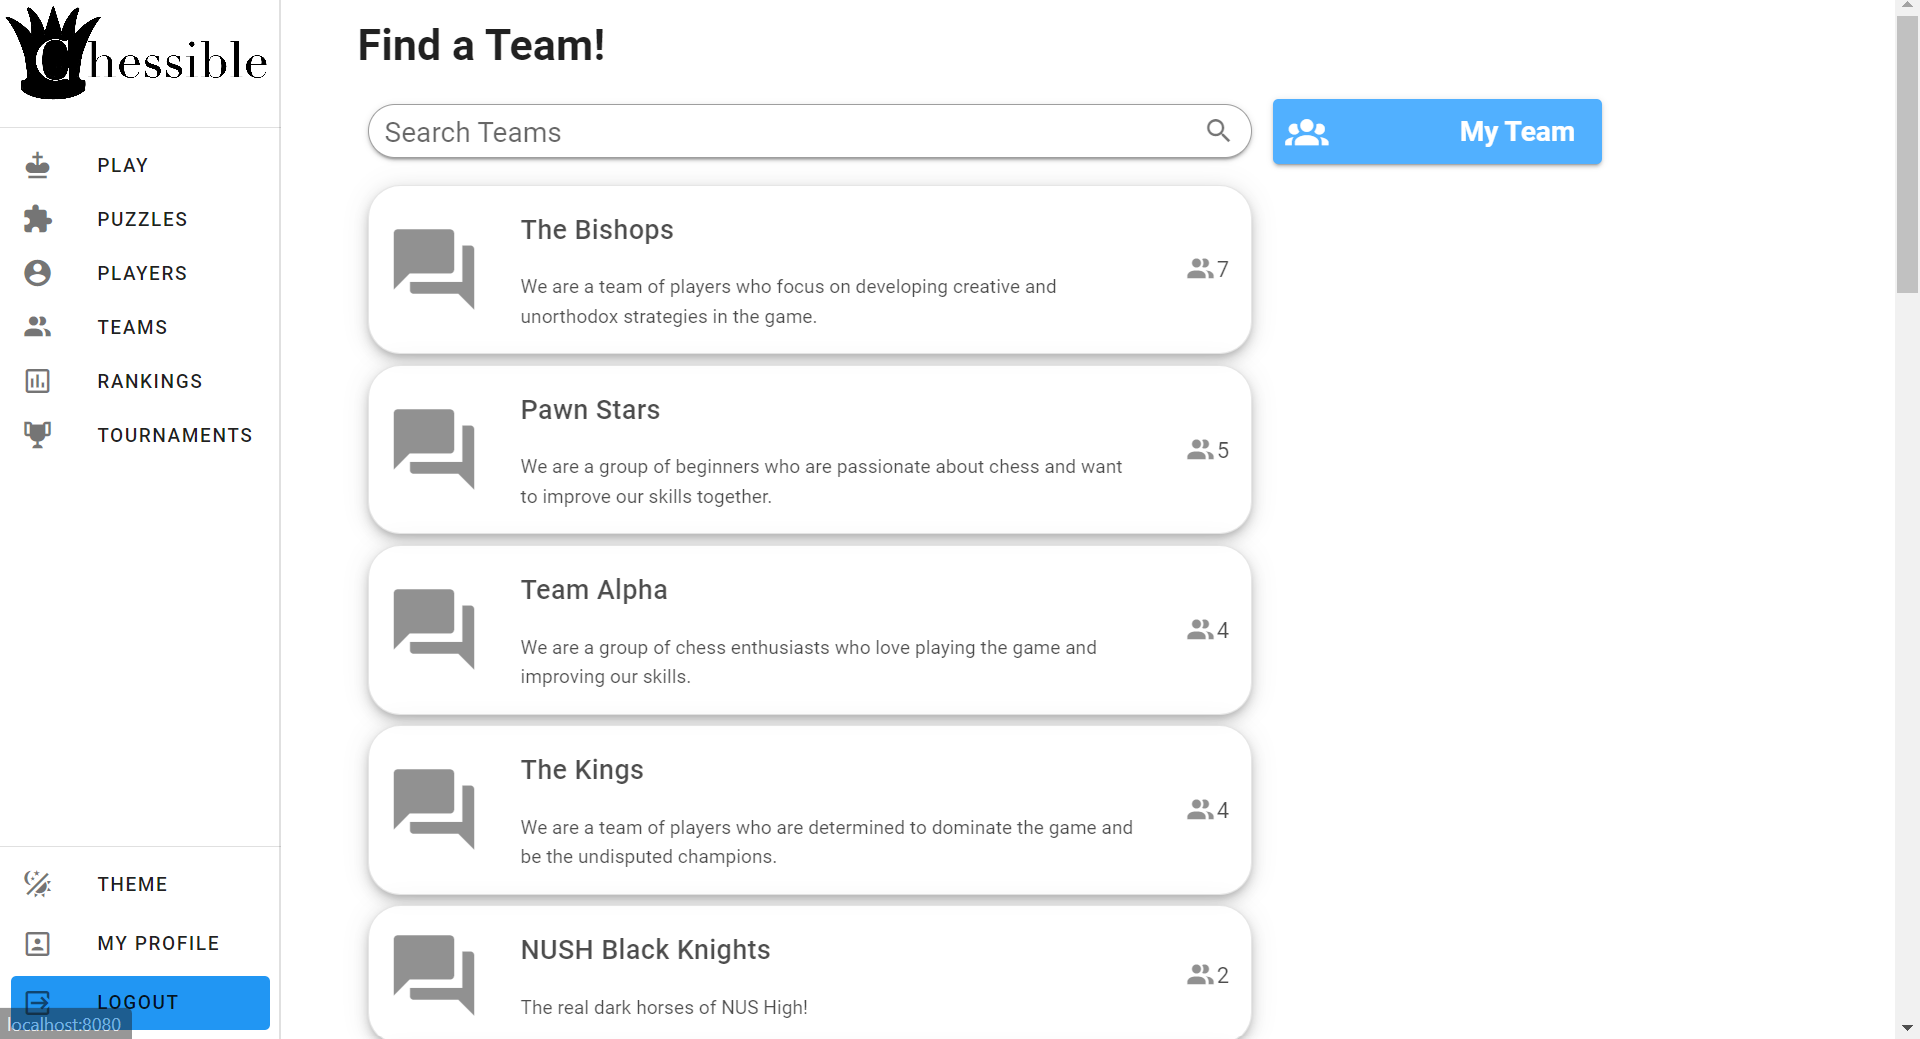 Chessible
PLAY
PUZZLES
PLAYERS
TEAMS
RANKINGS
TOURNAMENTS
THEME
MY PROFILE
LOGOUT
localhost:8080
Find a Team!
Search Teams
My Team
The Bishops
We are a team of players who focus on developing creative and
unorthodox strategies in the game.
7
Pawn Stars
We are a group of beginners who are passionate about chess and want
to improve our skills together.
5
Team Alpha
We are a group of chess enthusiasts who love playing the game and
improving our skills.
4
The Kings
We are a team of players who are determined to dominate the game and
be the undisputed champions.
4
NUSH Black Knights
The real dark horses of NUS High!
2